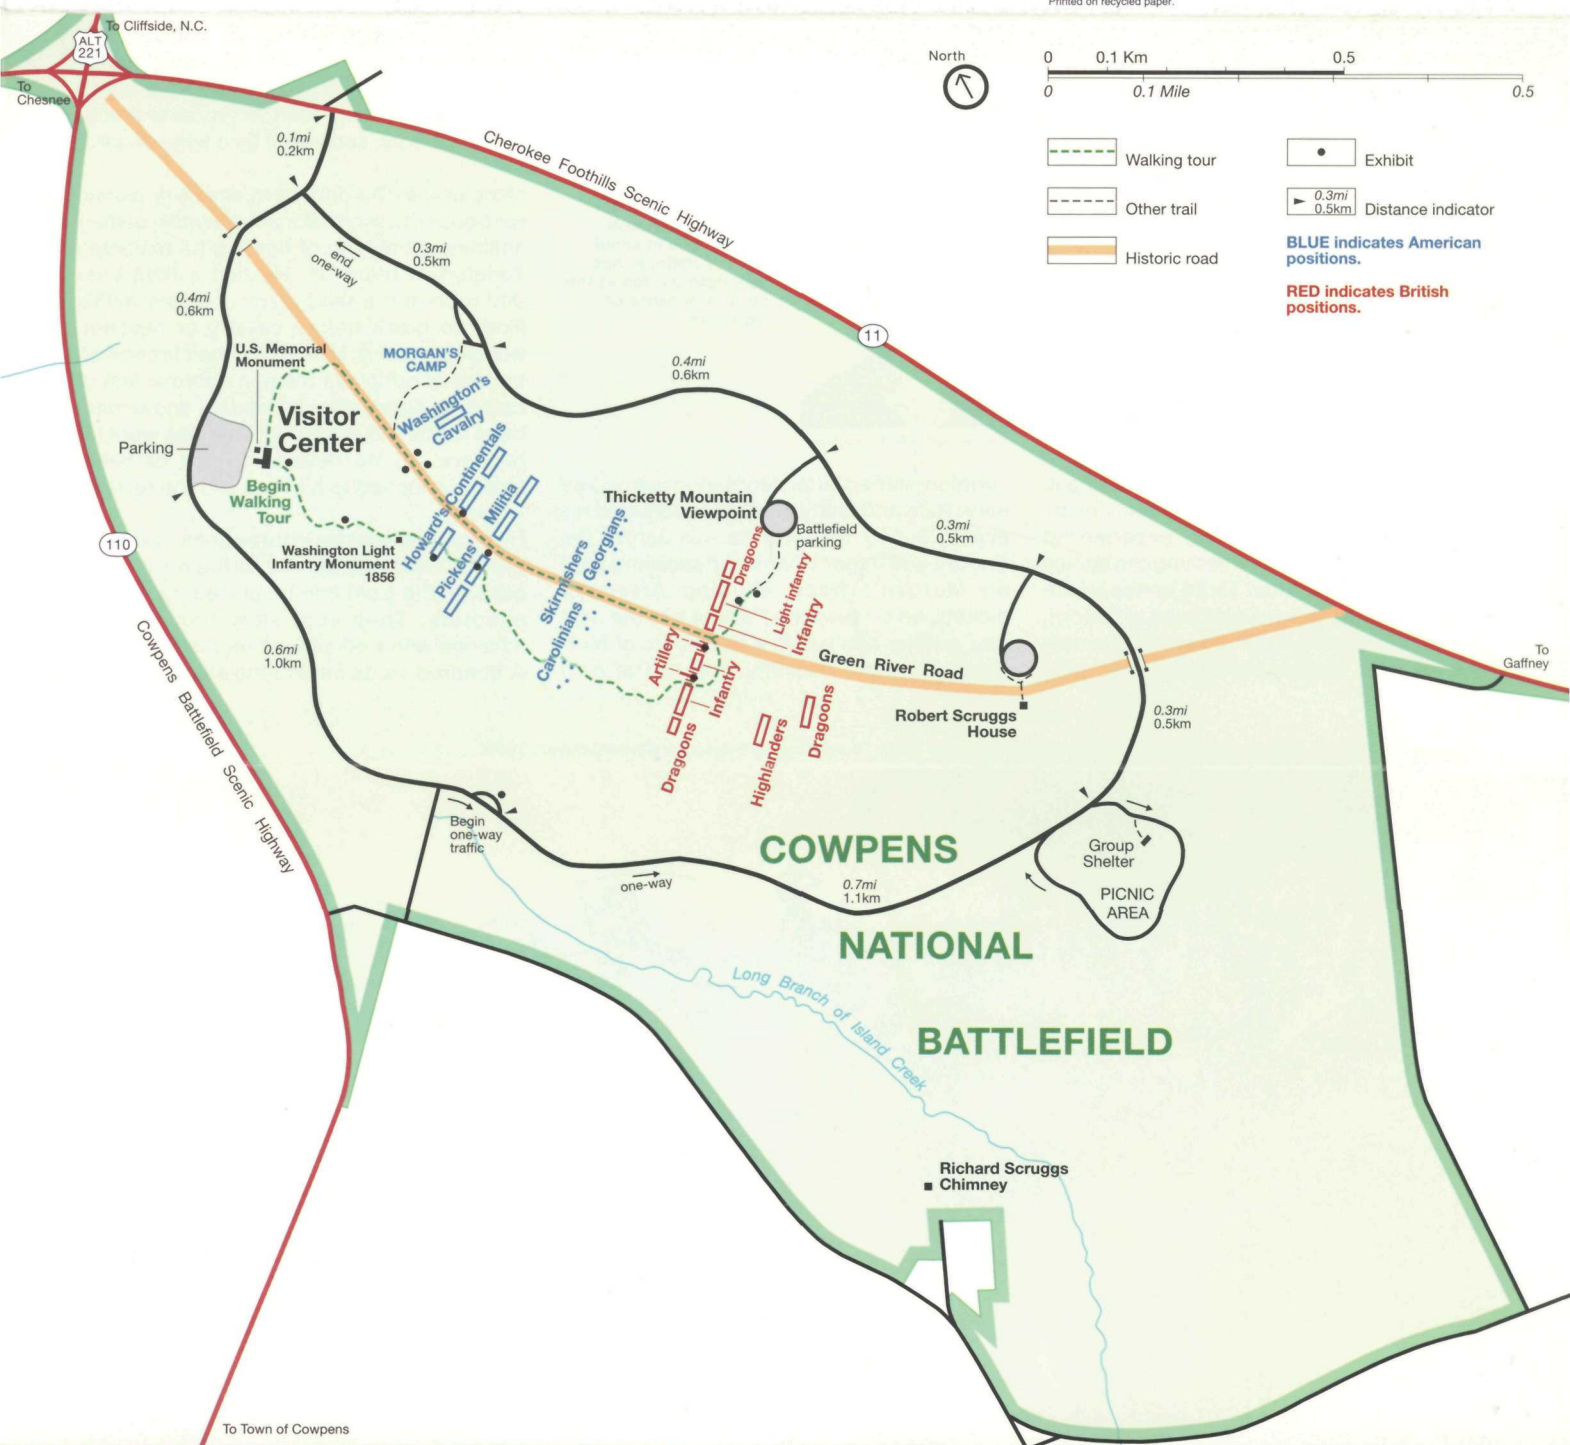 Printed on recycled paper.
To Cliffside, N.C.
ALT
221
To
Chesnee
North
0
0.1 Km
0.5
0
0.1 Mile
0.5
Walking tour
Other trail
Historic road
Exhibit
0.3mi
0.5km
Distance indicator
BLUE indicates American
positions.
RED indicates British
positions.
0.1mi
0.2km
Cherokee Foothills Scenic Highway
11
end
one-way
0.3mi
0.5km
0.4mi
0.6km
U.S. Memorial
Monument
Visitor
Center
Parking
Begin
Walking
Tour
MORGAN'S
CAMP
Washington's
Cavalry
0.4mi
0.6km
Howard's Continentals
Militia
Pickens'
Washington Light
Infantry Monument
1856
Thicketty Mountain
Viewpoint
Battlefield
parking
0.3mi
0.5km
Skirmishers
Georgians
Carolinians
Dragoons
Light infantry
Infantry
Artillery
Infantry
Dragoons
Highlanders
Dragoons
Green River Road
Robert Scruggs
House
To
Gaffney
0.3mi
0.5km
110
Cowpens Battlefield Scenic Highway
0.6mi
1.0km
Begin
one-way
traffic
one-way
0.7mi
1.1km
Group
Shelter
PICNIC
AREA
COWPENS
NATIONAL
BATTLEFIELD
Long Branch of Island Creek
Richard Scruggs
Chimney
To Town of Cowpens